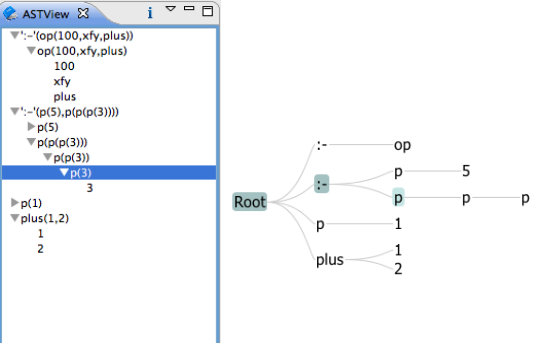 ASTView
':-'(op(100,xfy,plus))
op(100,xfy,plus)
100
xfy
plus
':-'(p(5),p(p(p(3))))
p(5)
p(p(p(3)))
p(p(3))
p(3)
3
p(1)
plus(1,2)
1
2
Root
:-
op
:-
p
5
p
p
p
p
1
plus
1
2